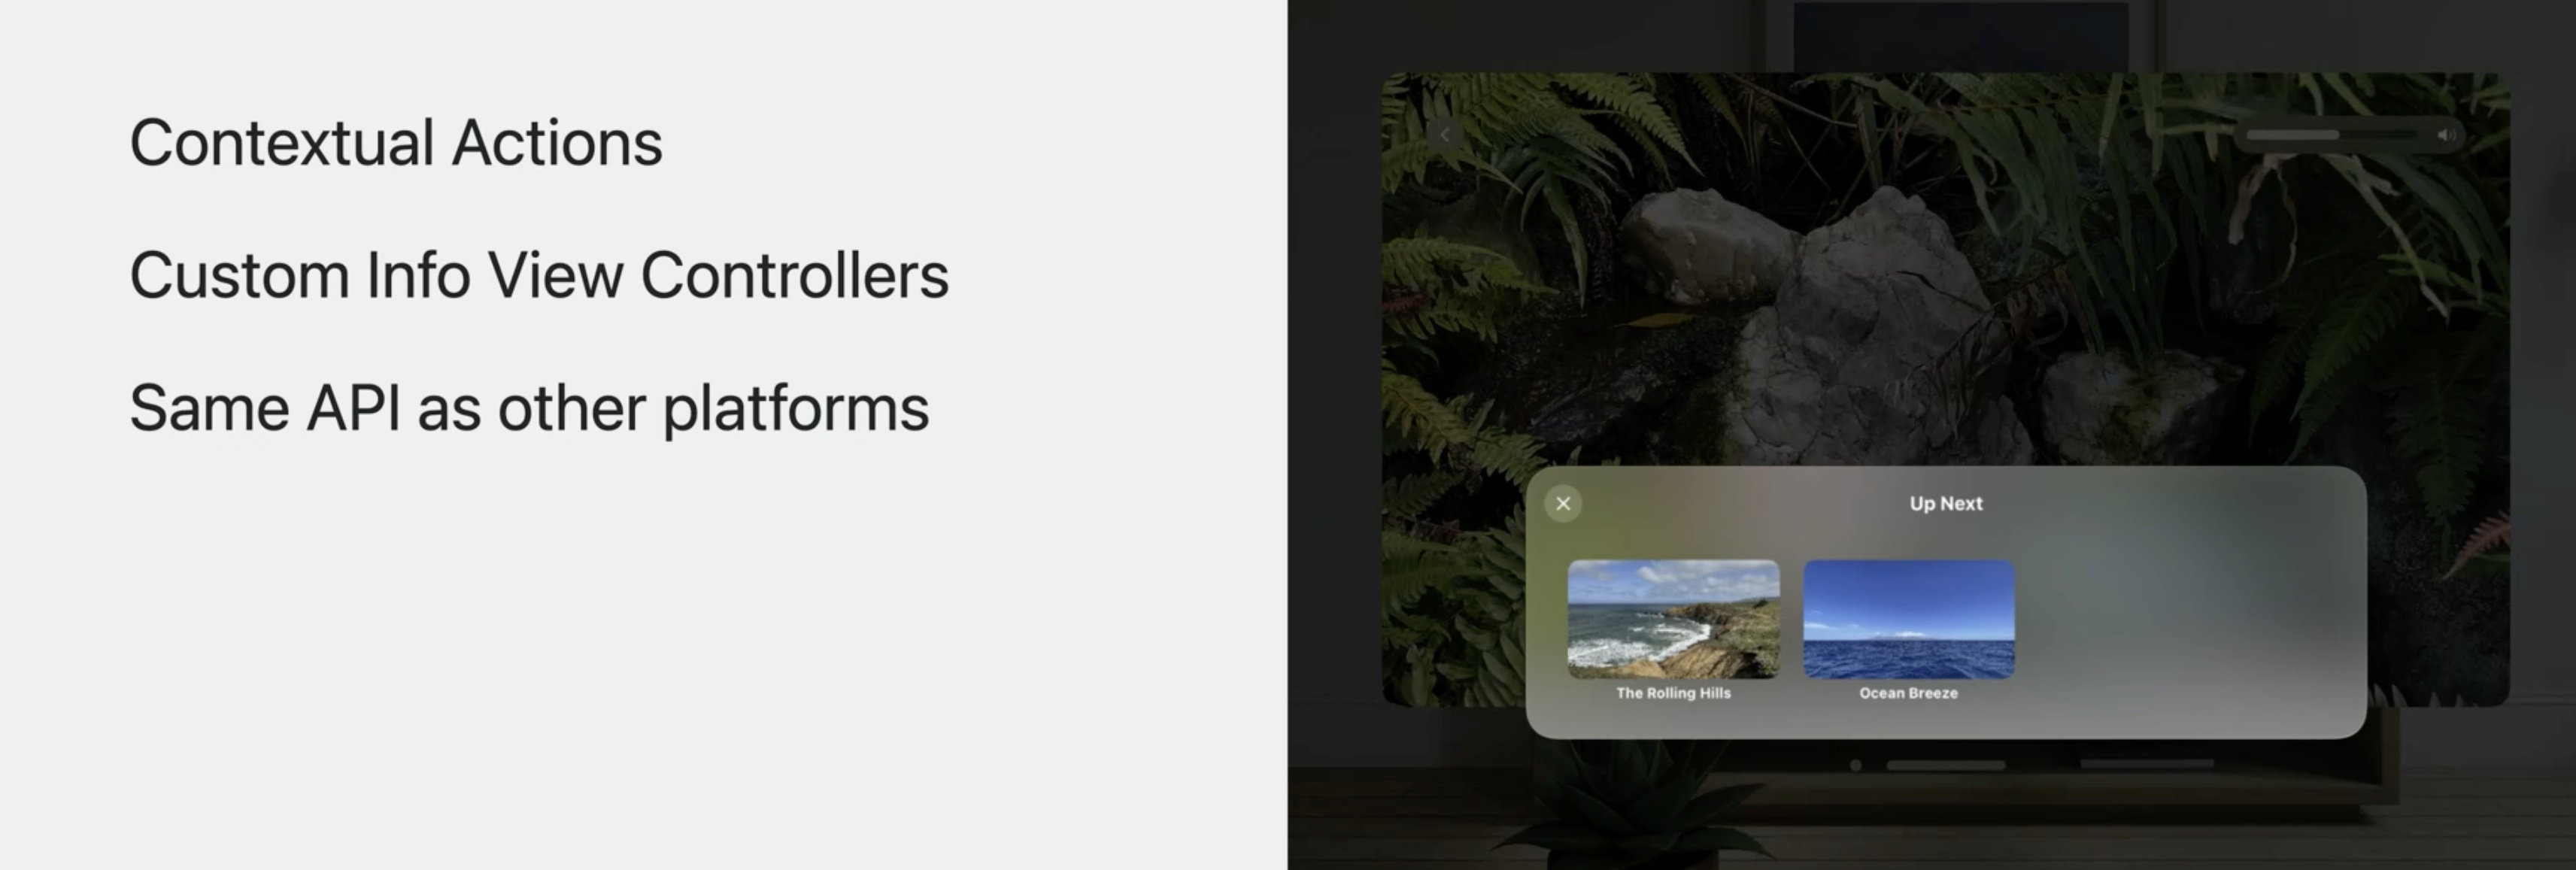 Contextual Actions
Custom Info View Controllers
Same API as other platforms
Up Next
The Rolling Hills
Ocean Breeze